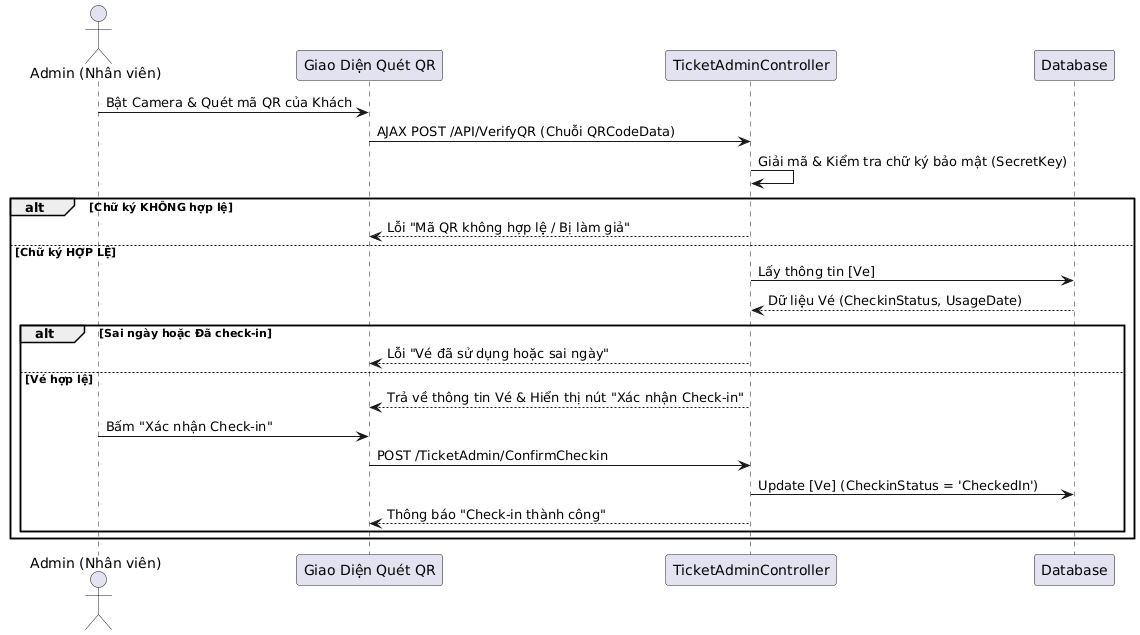 Admin (Nhân viên)
Giao Diện Quét QR
TicketAdminController
Database
Bật Camera & Quét mã QR của Khách
AJAX POST /API/VerifyQR (Chuỗi QRCodeData)
Giải mã & Kiểm tra chữ ký bảo mật (SecretKey)
alt [Chữ ký KHÔNG hợp lệ]
Lỗi "Mã QR không hợp lệ / Bị làm giả"
[Chữ ký HỢP LỆ]
Lấy thông tin [Ve]
Dữ liệu Vé (CheckinStatus, UsageDate)
alt [Sai ngày hoặc Đã check-in]
Lỗi "Vé đã sử dụng hoặc sai ngày"
[Vé hợp lệ]
Trả về thông tin Vé & Hiển thị nút "Xác nhận Check-in"
Bấm "Xác nhận Check-in"
POST /TicketAdmin/ConfirmCheckin
Update [Ve] (CheckinStatus = 'CheckedIn')
Thông báo "Check-in thành công"
Admin (Nhân viên)
Giao Diện Quét QR
TicketAdminController
Database